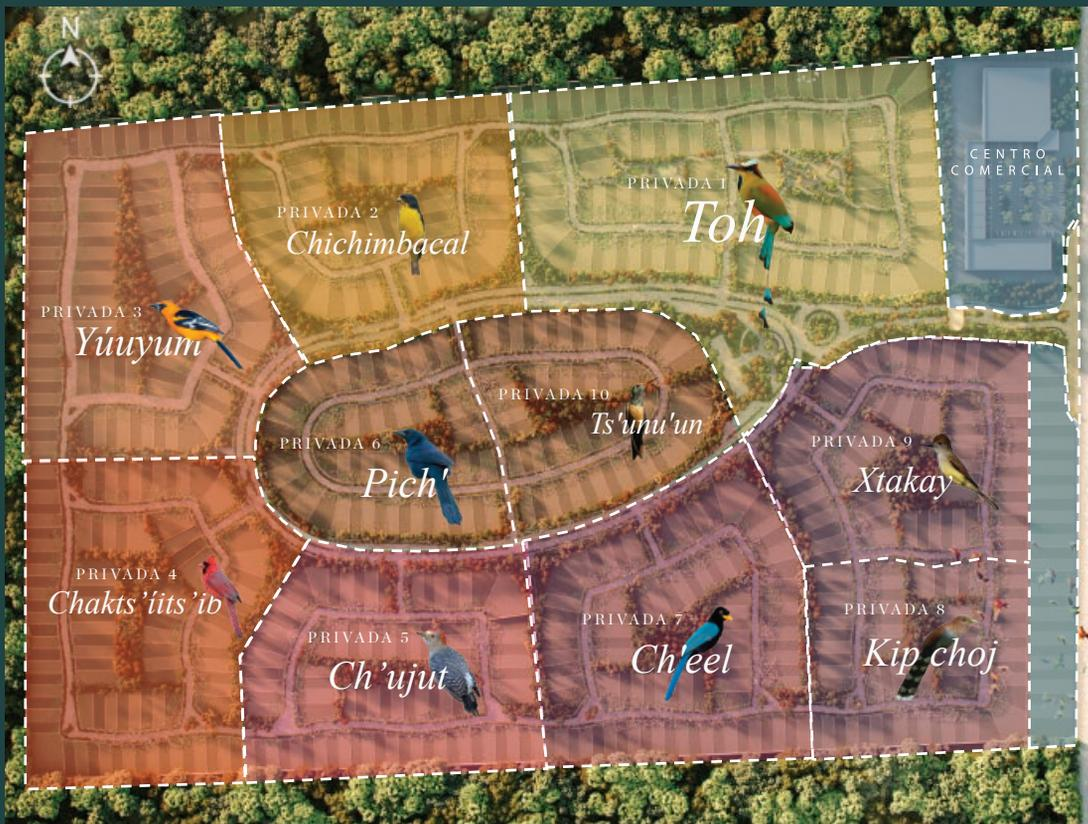 N
CENTRO
COMERCIAL
PRIVADA 1
Toh
PRIVADA 2
Chichimbacal
PRIVADA 3
Yúuyum
PRIVADA 10
Ts'unu'un
PRIVADA 6
Pich'
PRIVADA 9
Xtakay
PRIVADA 4
Chakts’íits’ib
PRIVADA 5
Ch’ujut
PRIVADA 7
Ch'eel
PRIVADA 8
Kip choj